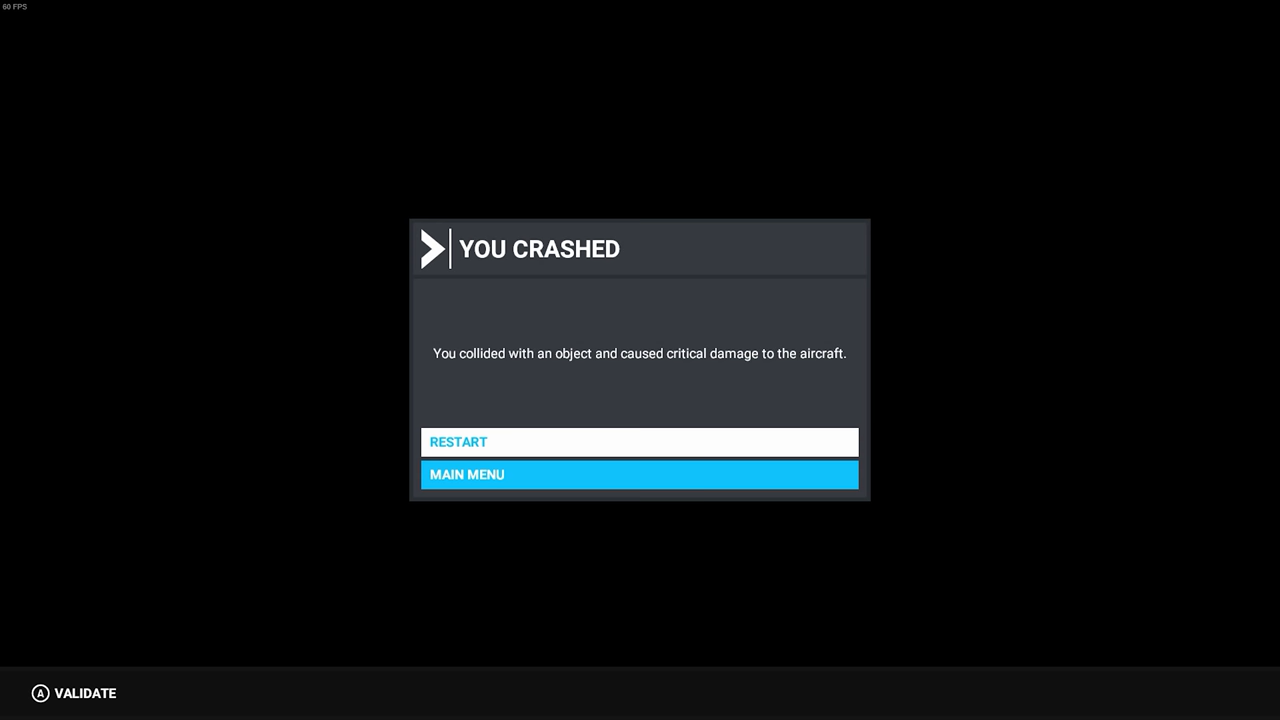 60 FPS
YOU CRASHED
You collided with an object and caused critical damage to the aircraft.
RESTART
MAIN MENU
A VALIDATE